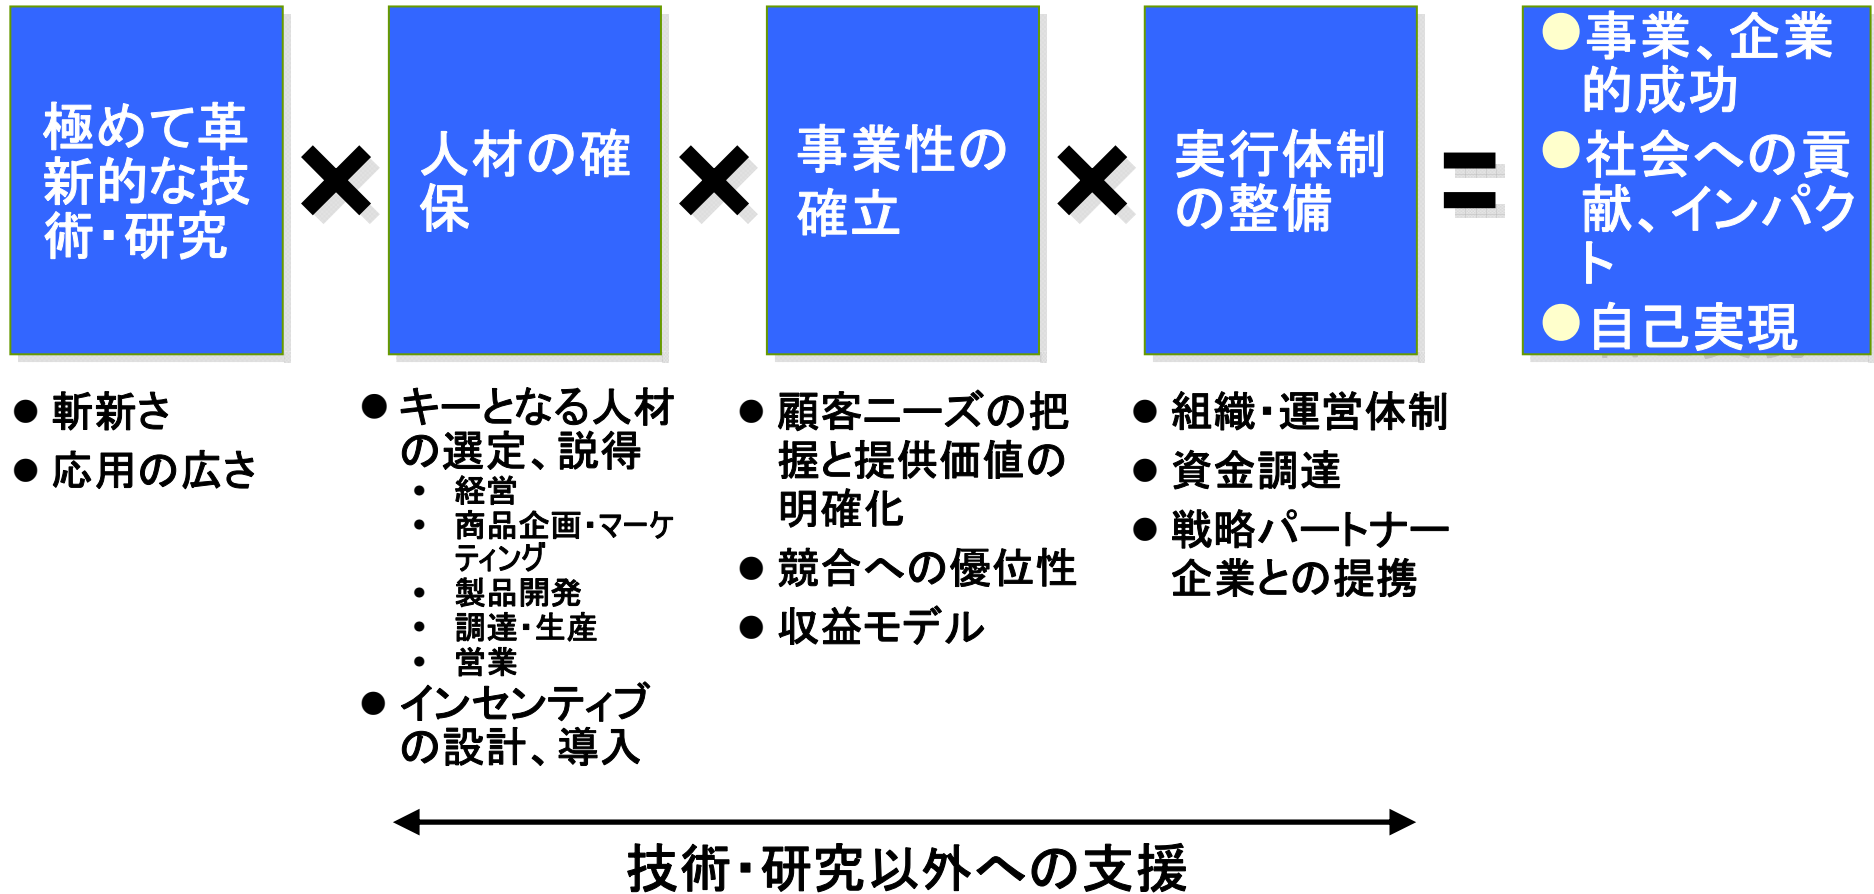 極めて革
新的な技
術・研究
×
人材の確
保
×
事業性の
確立
×
実行体制
の整備
=
●事業、企業
的成功
●社会への貢
献、インパク
ト
●自己実現
● 斬新さ
● 応用の広さ
● キーとなる人材
の選定、説得
• 経営
• 商品企画・マーケ
ティング
• 製品開発
• 調達・生産
• 営業
● インセンティブ
の設計、導入
● 顧客ニーズの把
握と提供価値の
明確化
● 競合への優位性
● 収益モデル
● 組織・運営体制
● 資金調達
● 戦略パートナー
企業との提携
技術・研究以外への支援